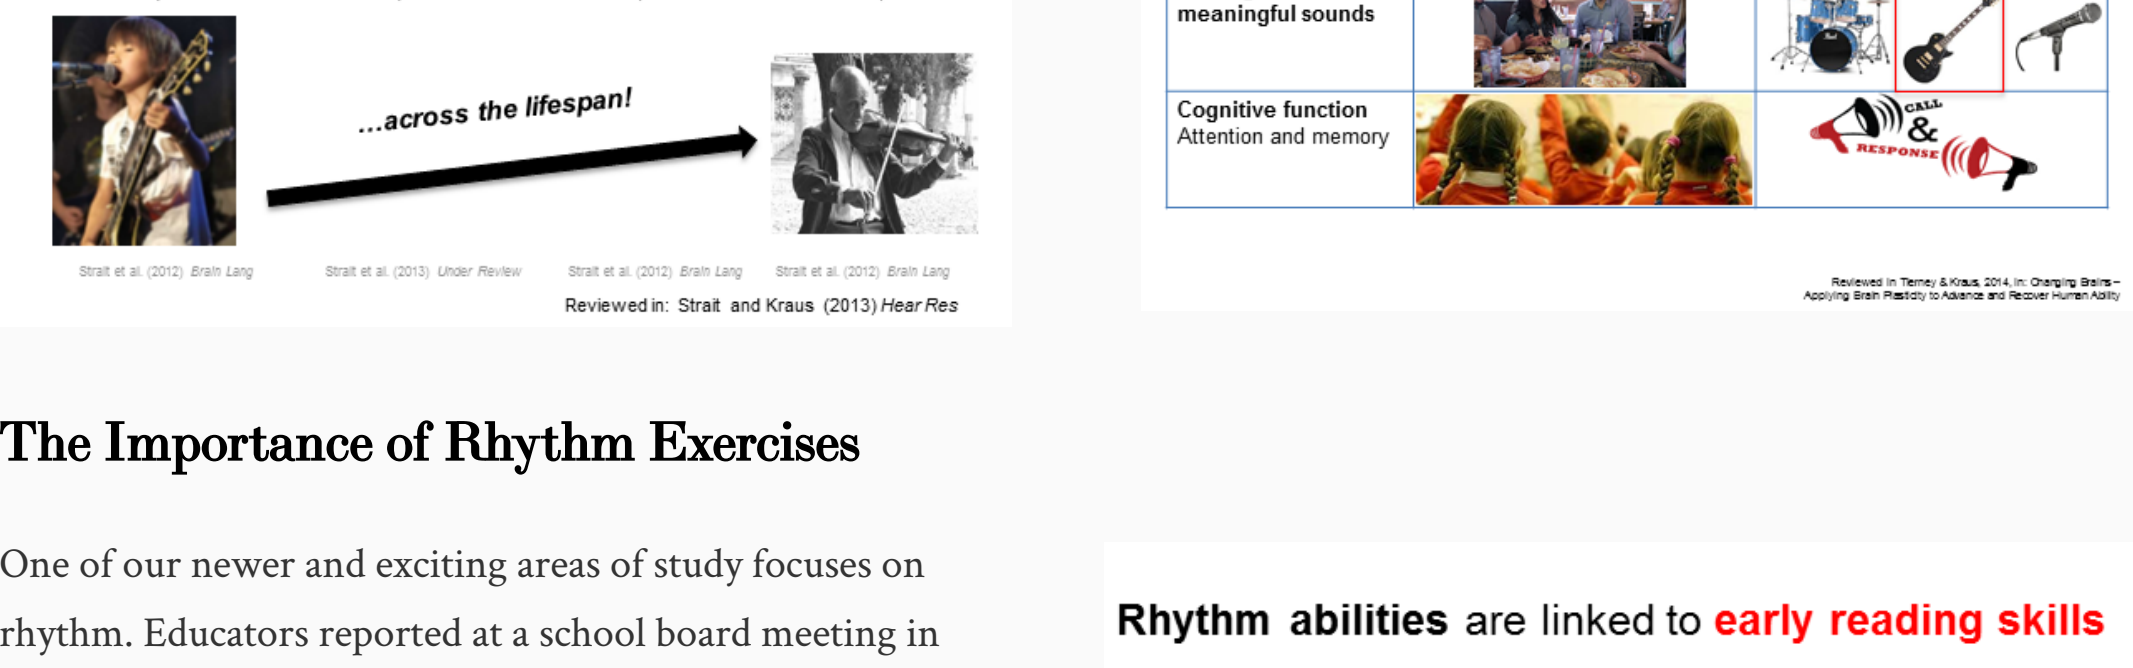 …across the lifespan!
Strait et al. (2012) Brain Lang
Strait et al. (2013) Under Review
Strait et al. (2012) Brain Lang
Strait et al. (2012) Brain Lang
Reviewed in: Strait and Kraus (2013) Hear Res
meaningful sounds
Cognitive function
Attention and memory
CALL
&
RESPONSE
Reviewed in Tierney & Kraus, 2014, in: Changing Brains –
Applying Brain Plasticity to Advance and Recover Human Ability
The Importance of Rhythm Exercises
One of our newer and exciting areas of study focuses on
rhythm. Educators reported at a school board meeting in
Rhythm abilities are linked to early reading skills